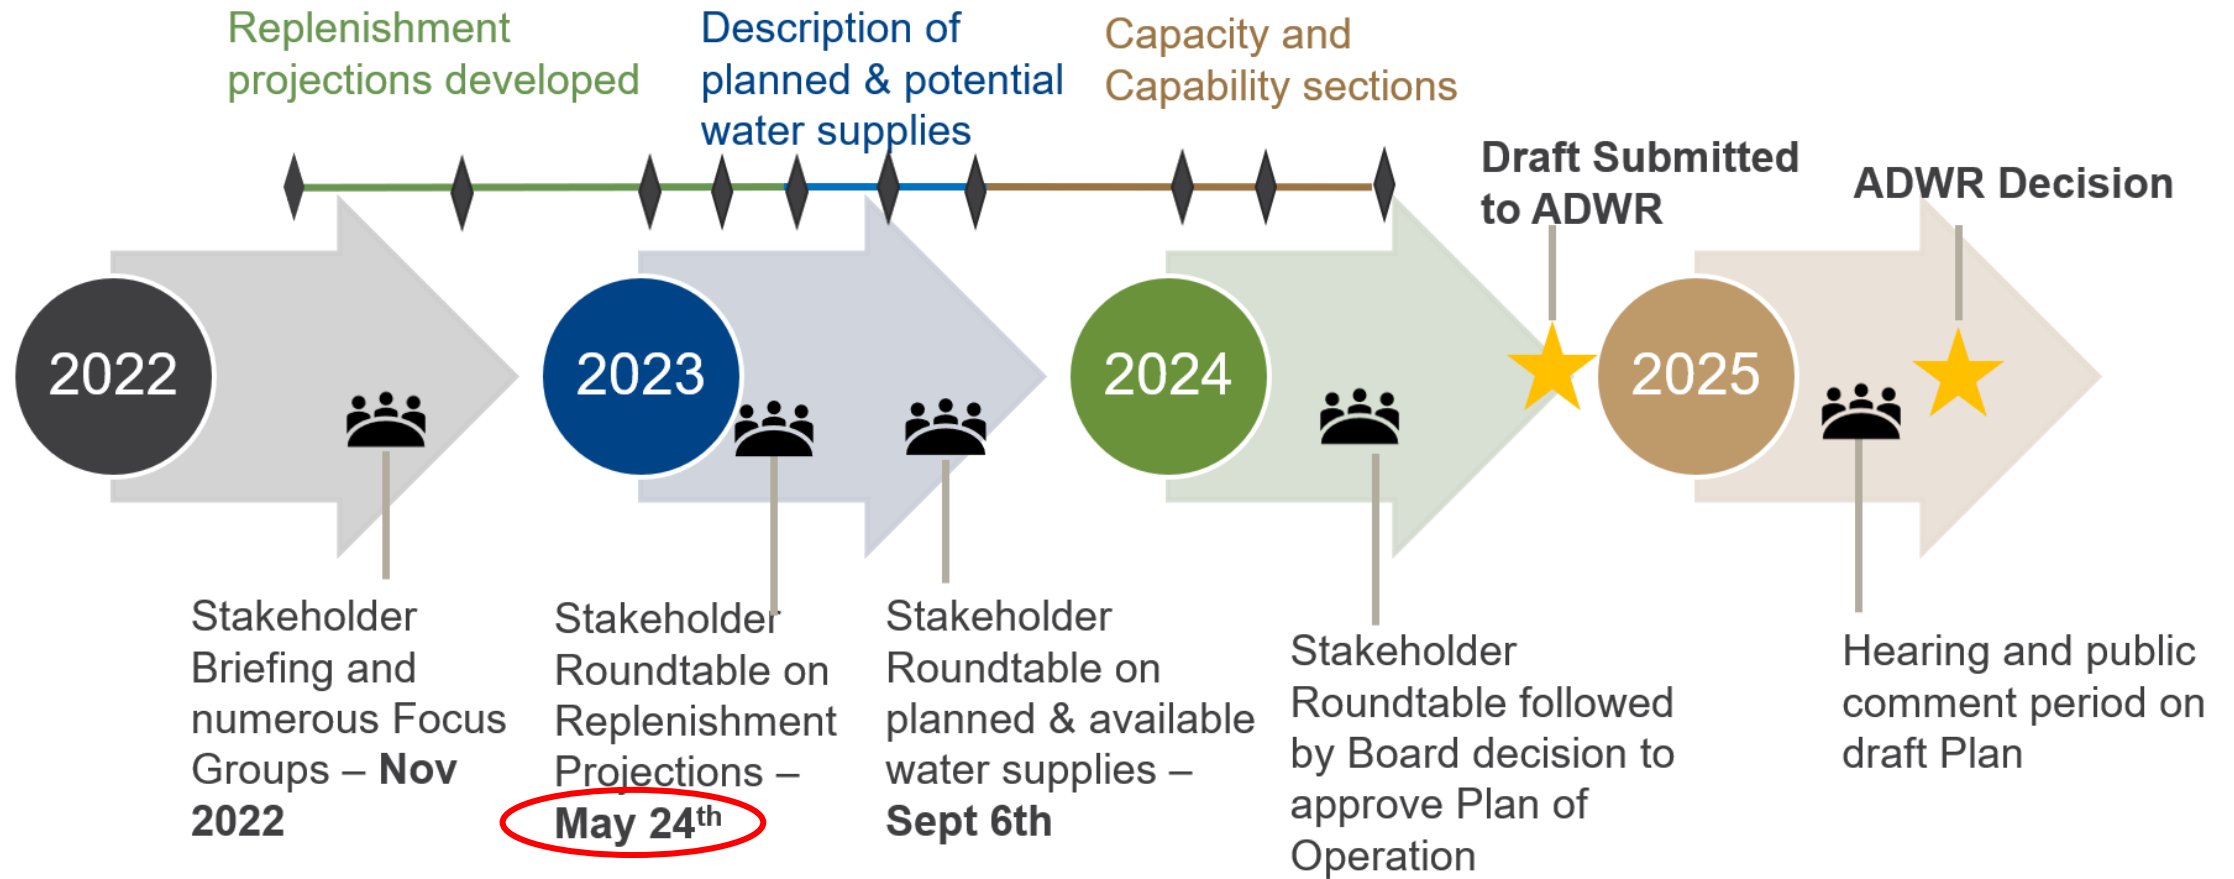 Replenishment
projections developed
Description of
planned & potential
water supplies
Capacity and
Capability sections
Draft Submitted
to ADWR
ADWR Decision
2022
2023
2024
2025
Stakeholder
Briefing and
numerous Focus
Groups – Nov
2022
Stakeholder
Roundtable on
Replenishment
Projections –
May 24th
Stakeholder
Roundtable on
planned & available
water supplies –
Sept 6th
Stakeholder
Roundtable followed
by Board decision to
approve Plan of
Operation
Hearing and public
comment period on
draft Plan